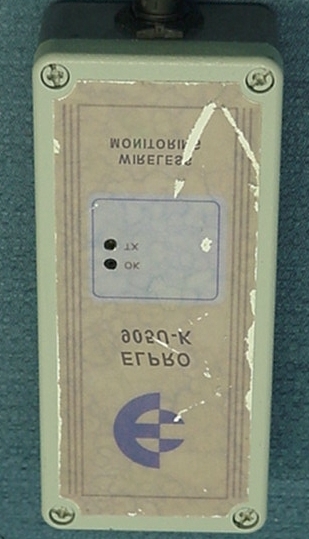 ELPRO
905U-K
OK
TX
WIRELESS
MONITORING